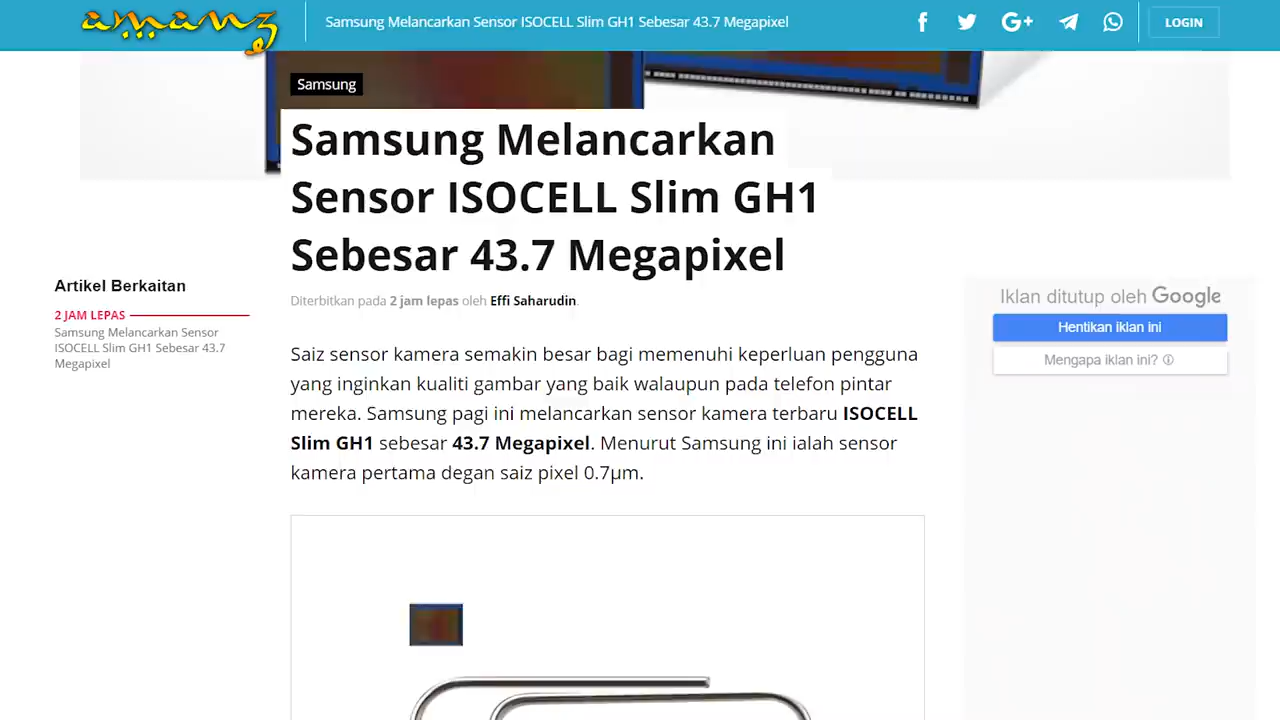 amanz
Samsung Melancarkan Sensor ISOCELL Slim GH1 Sebesar 43.7 Megapixel
LOGIN
Samsung
Samsung Melancarkan
Sensor ISOCELL Slim GH1
Sebesar 43.7 Megapixel
Diterbitkan pada 2 jam lepas oleh Effi Saharudin.
Artikel Berkaitan
2 JAM LEPAS
Samsung Melancarkan Sensor
ISOCELL Slim GH1 Sebesar 43.7
Megapixel
Saiz sensor kamera semakin besar bagi memenuhi keperluan pengguna
yang inginkan kualiti gambar yang baik walaupun pada telefon pintar
mereka. Samsung pagi ini melancarkan sensor kamera terbaru ISOCELL
Slim GH1 sebesar 43.7 Megapixel. Menurut Samsung ini ialah sensor
kamera pertama degan saiz pixel 0.7μm.
Iklan ditutup oleh Google
Hentikan iklan ini
Mengapa iklan ini?